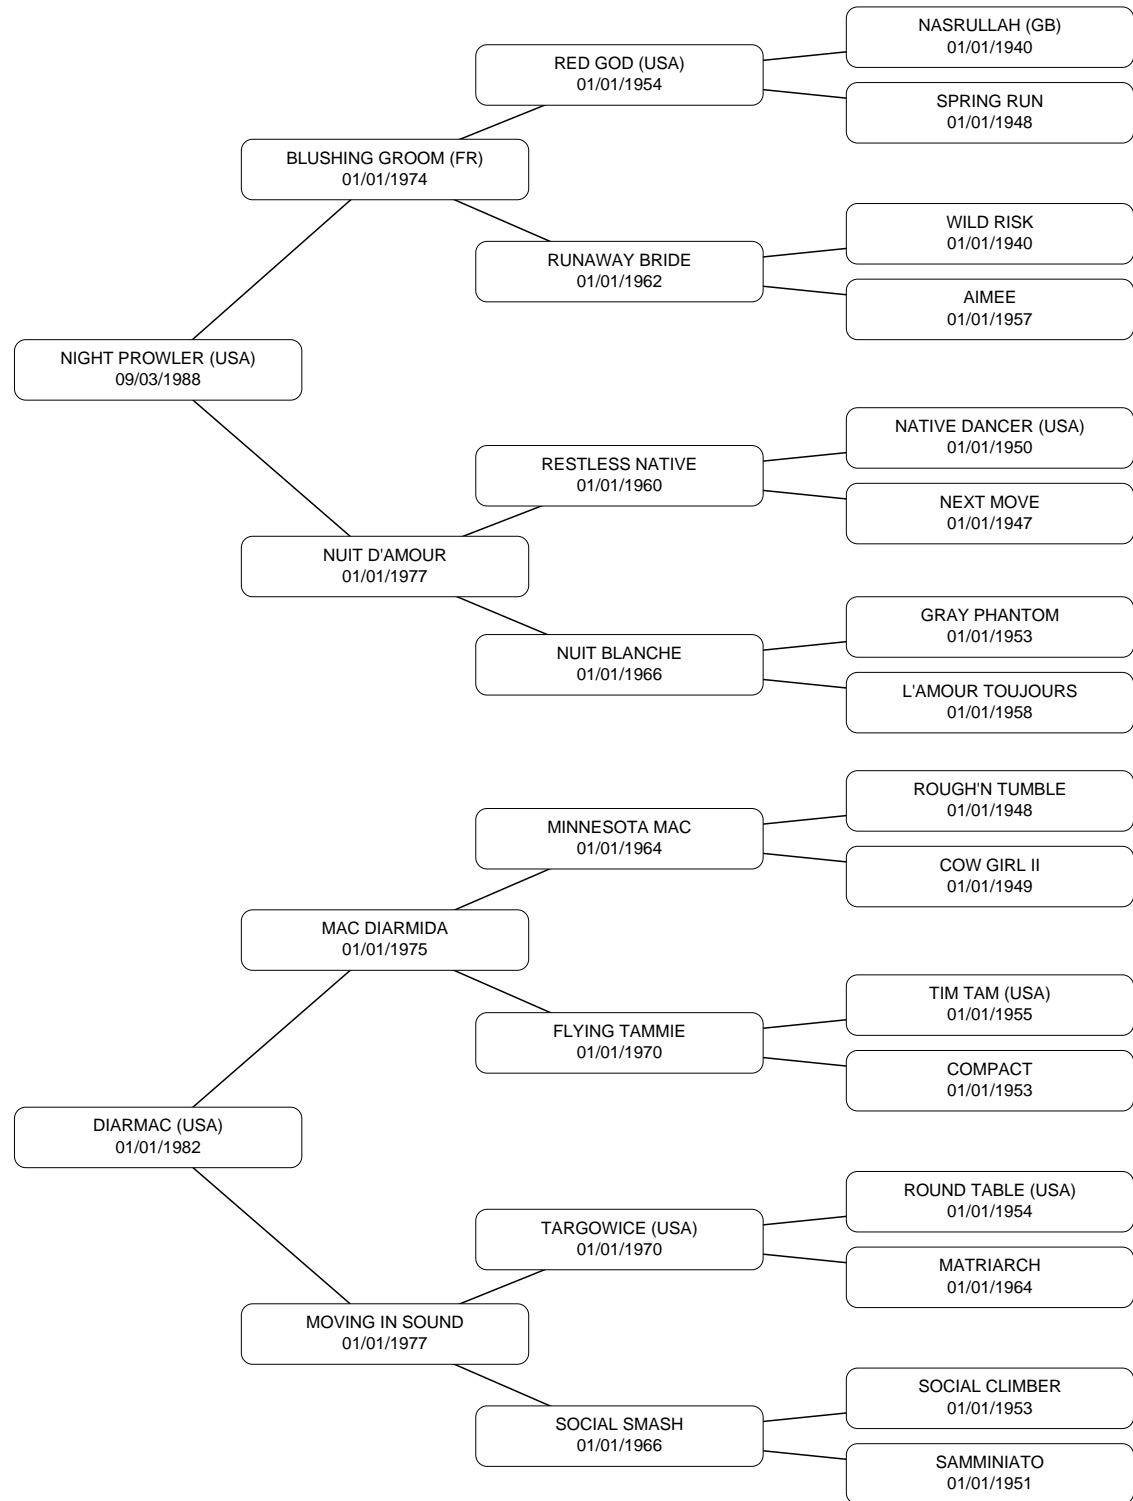 NASRULLAH (GB)
01/01/1940
RED GOD (USA)
01/01/1954
SPRING RUN
01/01/1948
BLUSHING GROOM (FR)
01/01/1974
WILD RISK
01/01/1940
RUNAWAY BRIDE
01/01/1962
AIMEE
01/01/1957
NIGHT PROWLER (USA)
09/03/1988
NATIVE DANCER (USA)
01/01/1950
RESTLESS NATIVE
01/01/1960
NEXT MOVE
01/01/1947
NUIT D'AMOUR
01/01/1977
GRAY PHANTOM
01/01/1953
NUIT BLANCHE
01/01/1966
L'AMOUR TOUJOURS
01/01/1958
ROUGH'N TUMBLE
01/01/1948
MINNESOTA MAC
01/01/1964
COW GIRL II
01/01/1949
MAC DIARMIDA
01/01/1975
TIM TAM (USA)
01/01/1955
FLYING TAMMIE
01/01/1970
COMPACT
01/01/1953
DIARMAC (USA)
01/01/1982
ROUND TABLE (USA)
01/01/1954
TARGOWICE (USA)
01/01/1970
MATRIARCH
01/01/1964
MOVING IN SOUND
01/01/1977
SOCIAL CLIMBER
01/01/1953
SOCIAL SMASH
01/01/1966
SAMMINIATO
01/01/1951